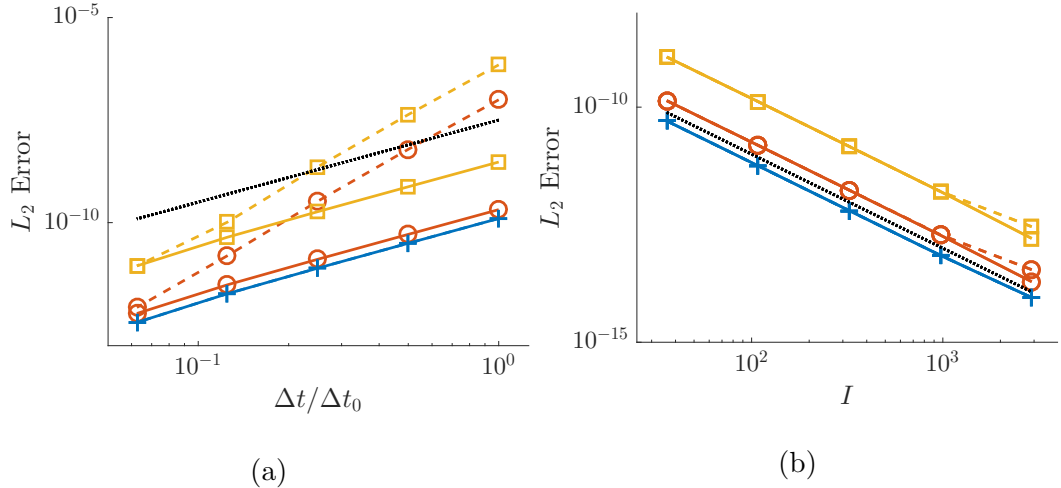 10^{-5}
10^{-10}
L_2 Error
10^{-1}
10^{0}
Δt/Δt_0
(a)
10^{-10}
10^{-15}
L_2 Error
10^{2}
10^{3}
I
(b)